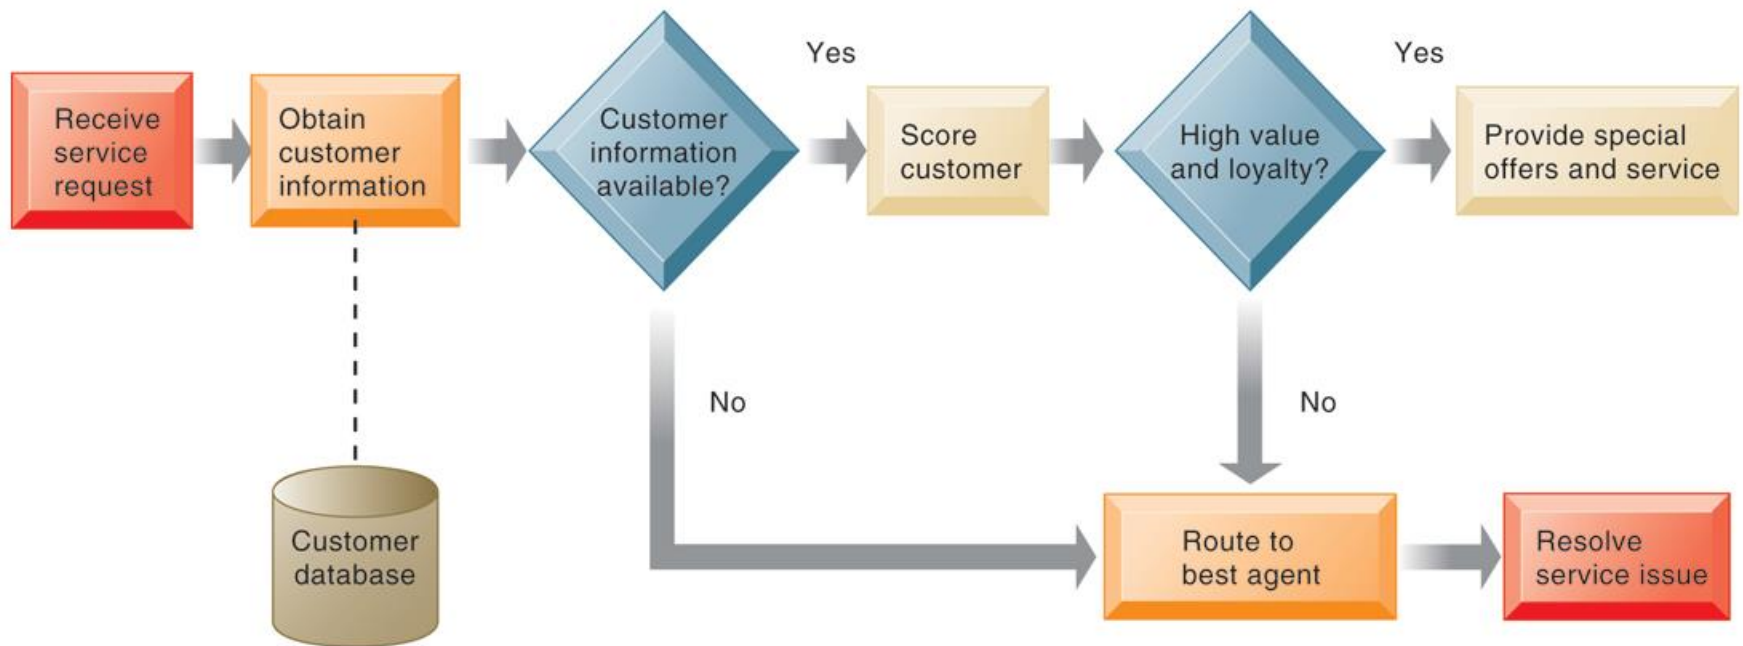 Receive
service
request
Obtain
customer
information
Customer
information
available?
Yes
Score
customer
High value
and loyalty?
Yes
Provide special
offers and service
No
No
Customer
database
Route to
best agent
Resolve
service issue